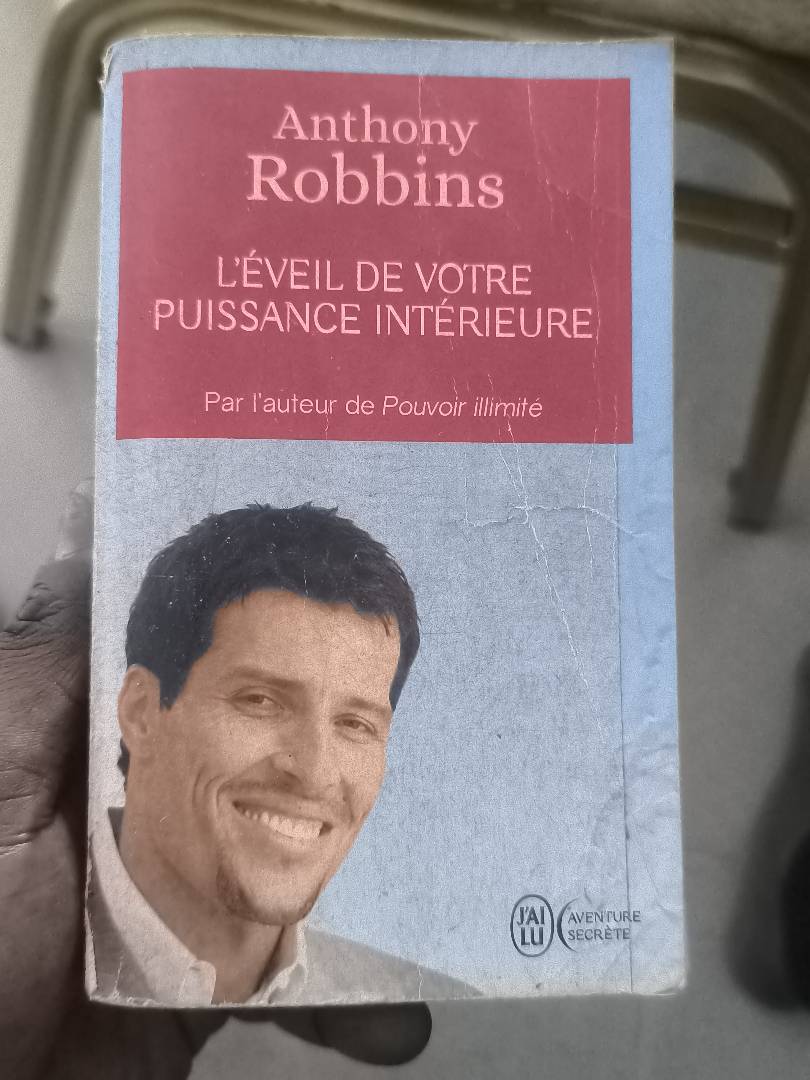 Anthony
Robbins
L'ÉVEIL DE VOTRE
PUISSANCE INTÉRIEURE
Par l'auteur de Pouvoir illimité
J'AI
LU
AVENTURE
SECRÈTE